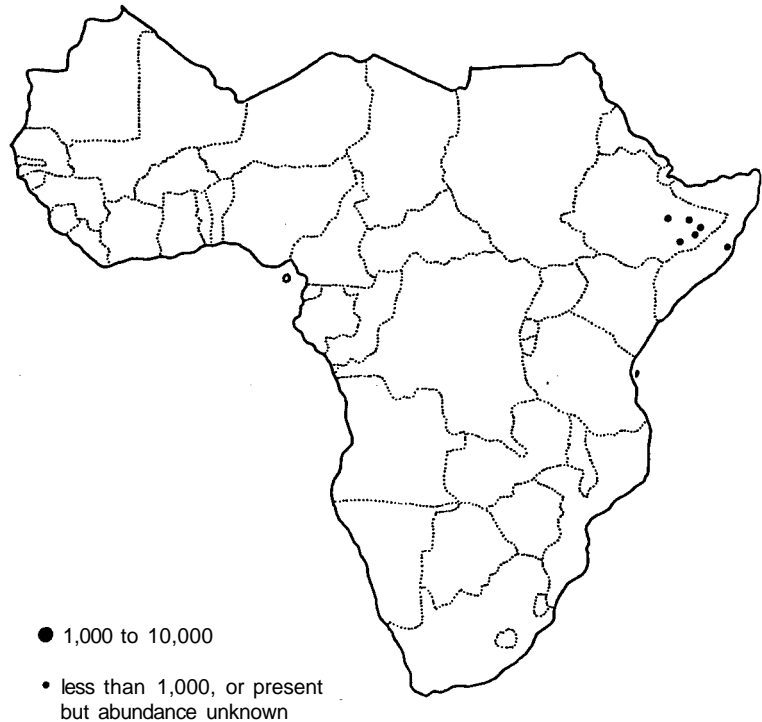 1,000 to 10,000
less than 1,000, or present
but abundance unknown